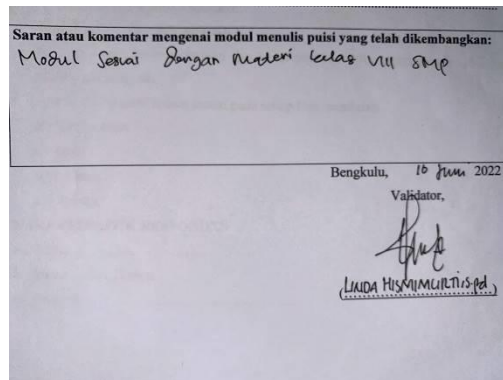 Saran atau komentar mengenai modul menulis puisi yang telah dikembangkan:
Modul Sesuai dengan Materi kelas VIII SMP
Bengkulu, 16 Juni 2022
Validator,
(LINDA HISMIMURTI, S.Pd.)